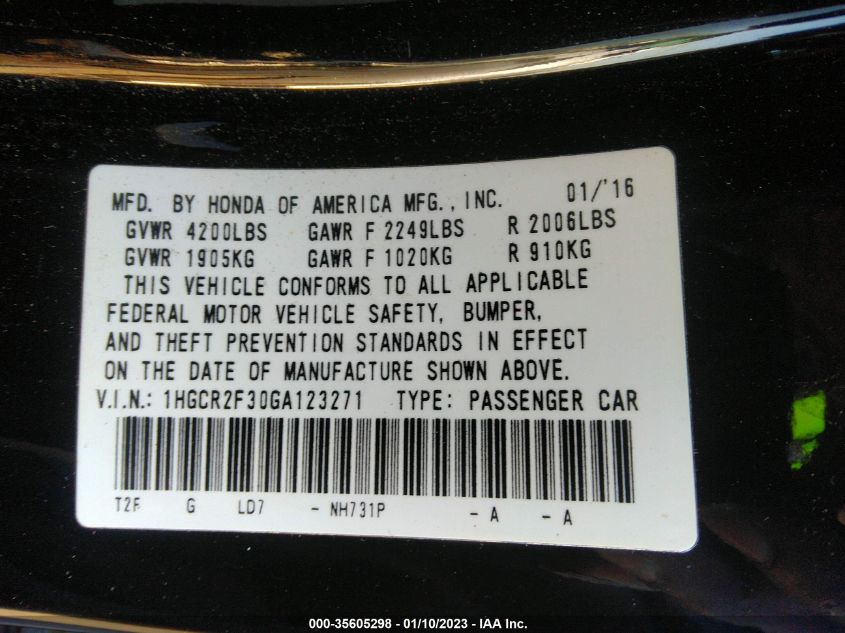 MFD. BY HONDA OF AMERICA MFG., INC. 01/'16
GVWR 4200LBS GAWR F 2249LBS R 2006LBS
GVWR 1905KG GAWR F 1020KG R 910KG
THIS VEHICLE CONFORMS TO ALL APPLICABLE
FEDERAL MOTOR VEHICLE SAFETY, BUMPER,
AND THEFT PREVENTION STANDARDS IN EFFECT
ON THE DATE OF MANUFACTURE SHOWN ABOVE.
V.I.N.: 1HGCR2F30GA123271 TYPE: PASSENGER CAR
T2F G LD7 - NH731P - A - A
000-35605298 - 01/10/2023 - IAA Inc.